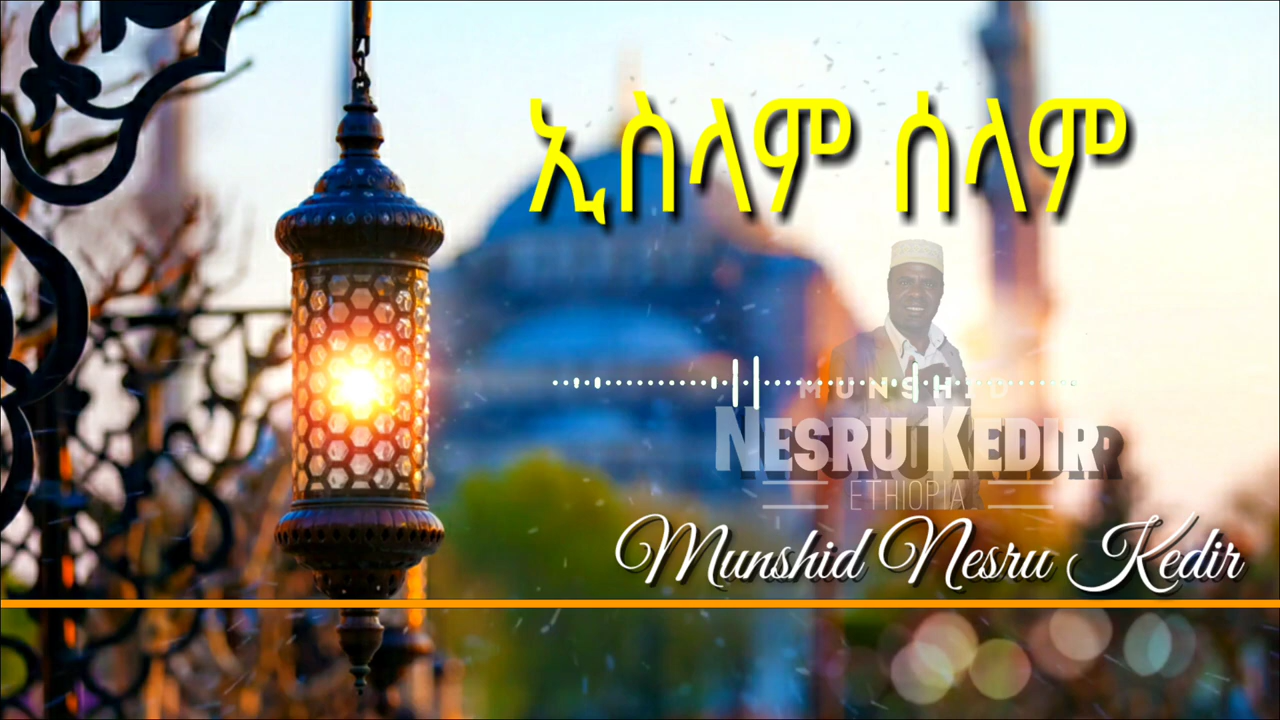 ኢስላም ሰላም
MUNSHID
NESRU KEDIR
ETHIOPIA
Munshid Nesru Kedir